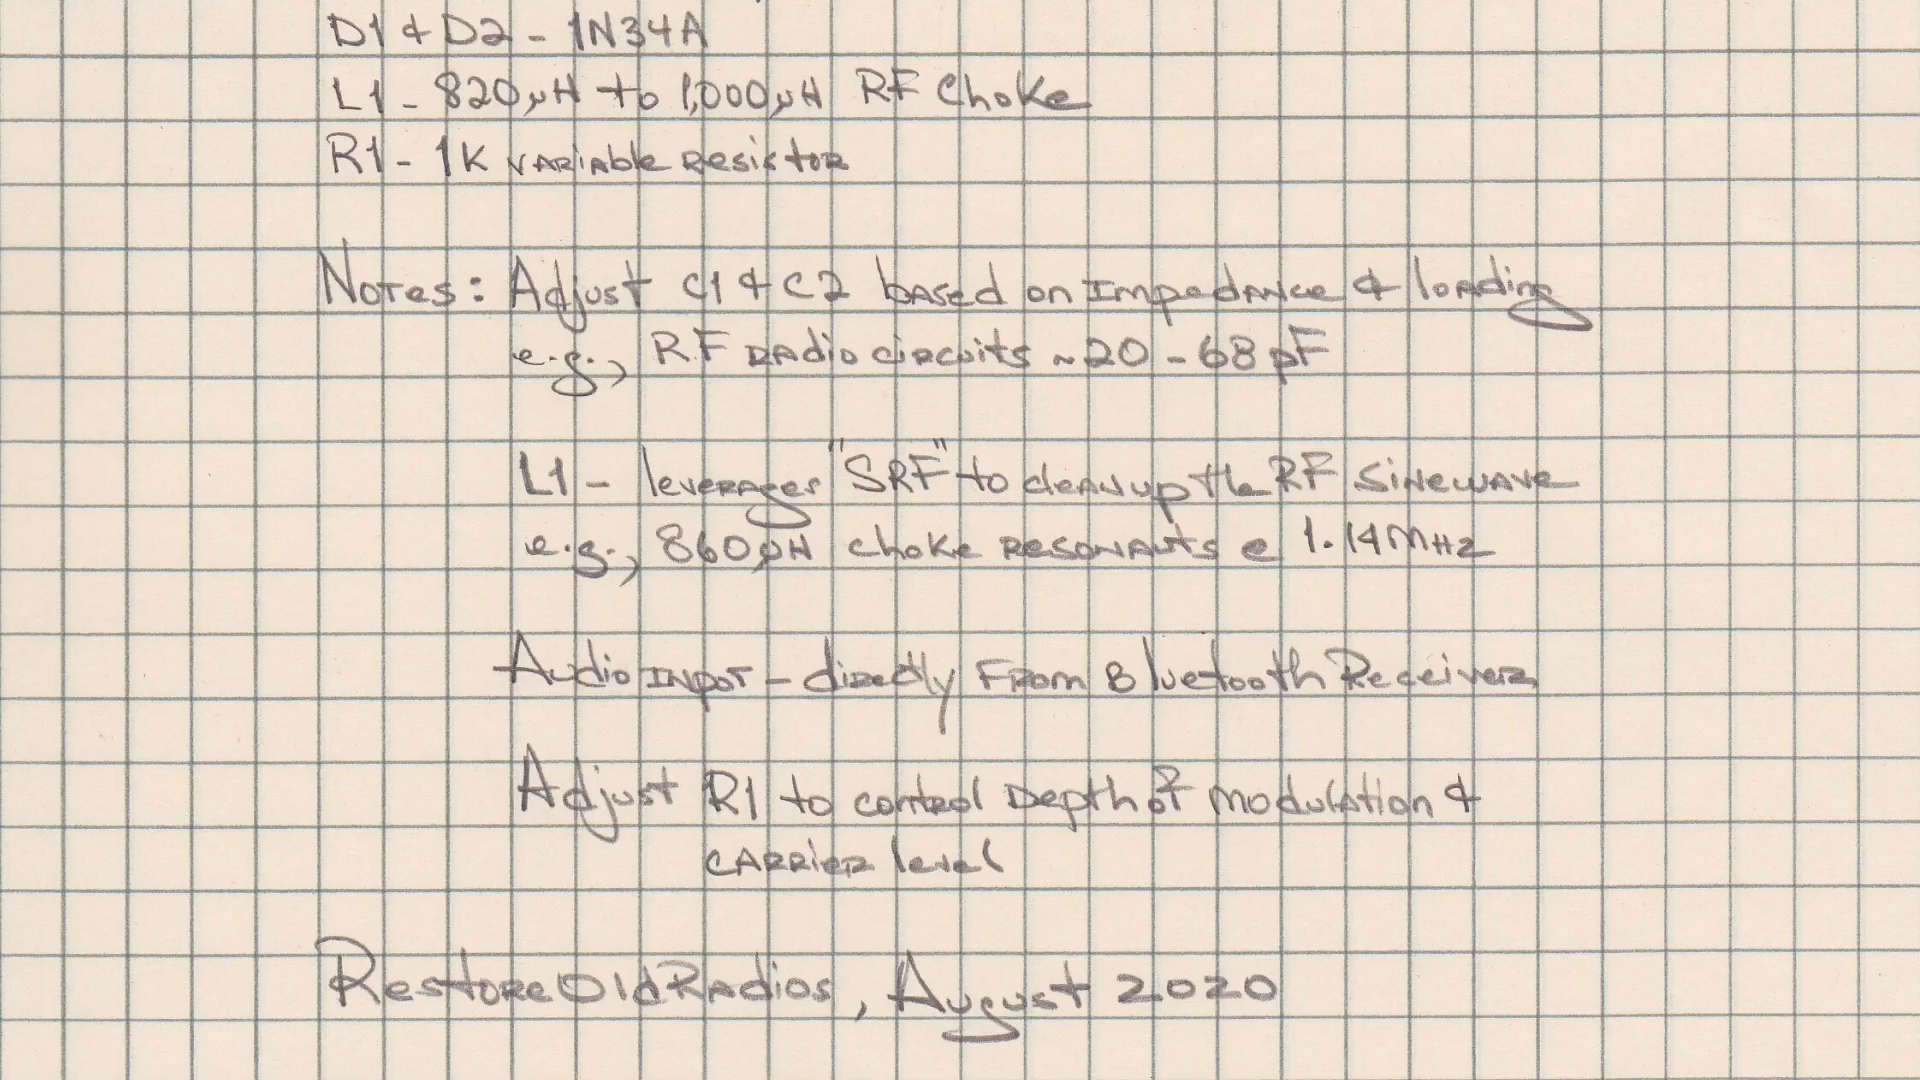 D1 & D2 - 1N34A
L1 - 820µH to 1,000µH RF Choke
R1 - 1K variable resistor
Notes: Adjust C1 & C2 based on Impedance & loading
e.g., RF radio circuits ~20-68pF
L1 - leverages "SRF" to clean up the RF sinewave
e.g., 860µH choke resonants @ 1.14MHz
Audio Input - directly from Bluetooth Receiver
Adjust R1 to control Depth of modulation &
carrier level
RestoreOldRadios, August 2020